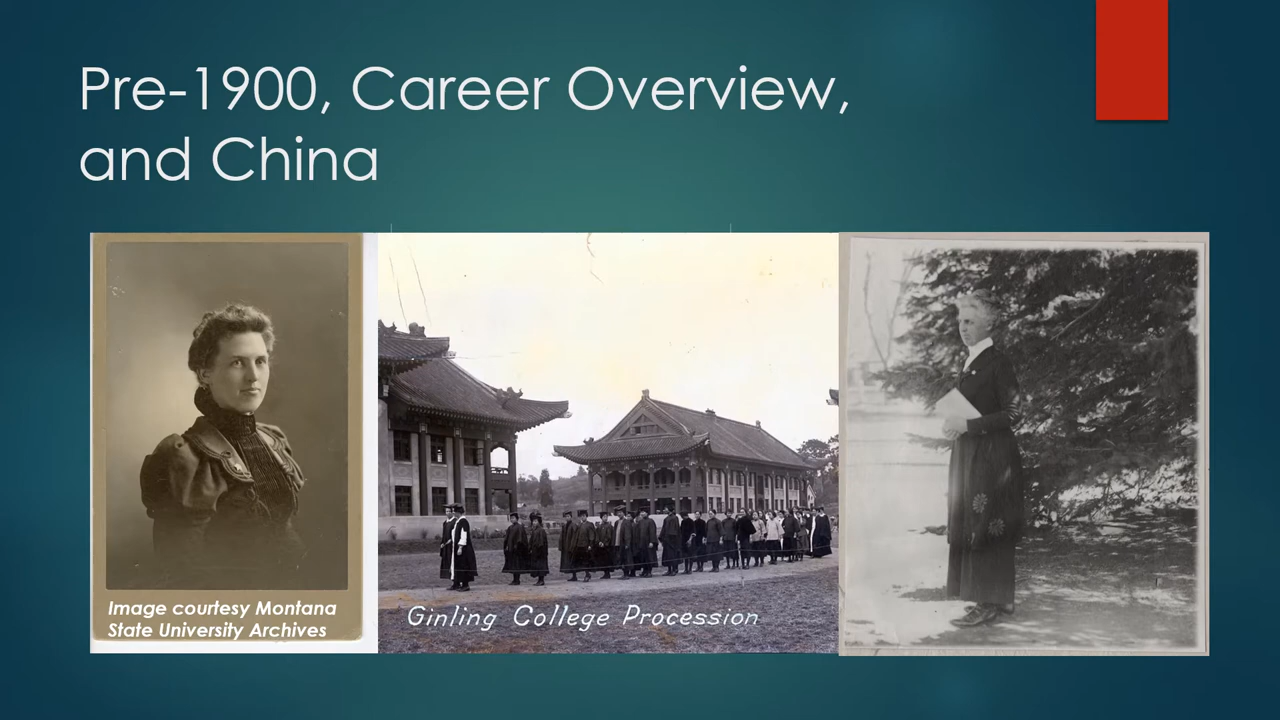 Pre-1900, Career Overview,
and China
Image courtesy Montana
State University Archives
Ginling College Procession